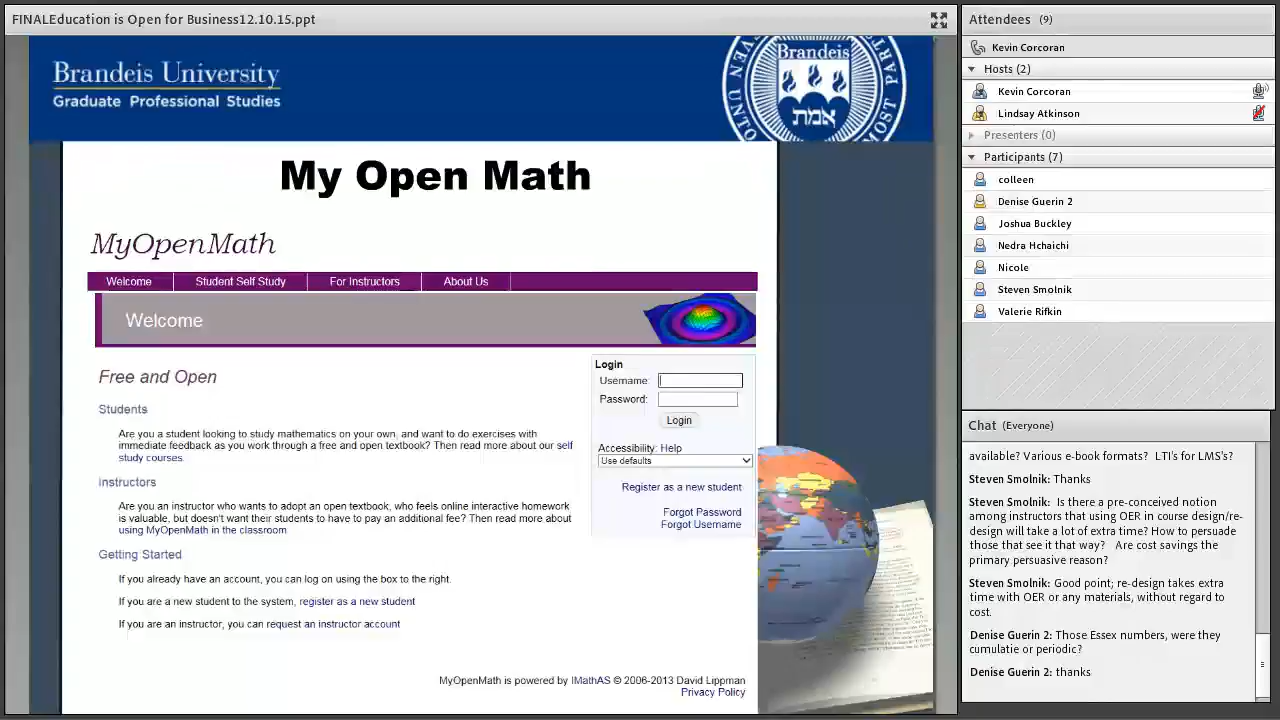 FINALEducation is Open for Business12.10.15.ppt
Brandeis University
Graduate Professional Studies
Brandeis
אמת
My Open Math
MyOpenMath
Welcome
Student Self Study
For Instructors
About Us
Welcome
Free and Open
Students
Are you a student looking to study mathematics on your own, and want to do exercises with
immediate feedback as you work through a free and open textbook? Then read more about our self
study courses.
Instructors
Are you an instructor who wants to adopt an open textbook, who feels online interactive homework
is valuable, but doesn't want their students to have to pay an additional fee? Then read more about
using MyOpenMath in the classroom
Getting Started
If you already have an account, you can log on using the box to the right.
If you are a new student to the system, register as a new student
If you are an instructor, you can request an instructor account
Login
Username:
Password:
Login
Accessibility: Help
Use defaults
Register as a new student
Forgot Password
Forgot Username
MyOpenMath is powered by IMathAS © 2006-2013 David Lippman
Privacy Policy
Attendees (9)
Kevin Corcoran
Hosts (2)
Kevin Corcoran
Lindsay Atkinson
Presenters (0)
Participants (7)
colleen
Denise Guerin 2
Joshua Buckley
Nedra Hchaichi
Nicole
Steven Smolnik
Valerie Rifkin
Chat (Everyone)
available? Various e-book formats? LTI's for LMS's?
Steven Smolnik: Thanks
Steven Smolnik: Is there a pre-conceived notion
among instructors that using OER in course design/re-
design will take alot of extra time? How to persuade
those that see it that way? Are cost savings the
primary persuasive reason?
Steven Smolnik: Good point; re-design takes extra
time with OER or any materials, without regard to
cost.
Denise Guerin 2: Those Essex numbers, were they
cumulatie or periodic?
Denise Guerin 2: thanks